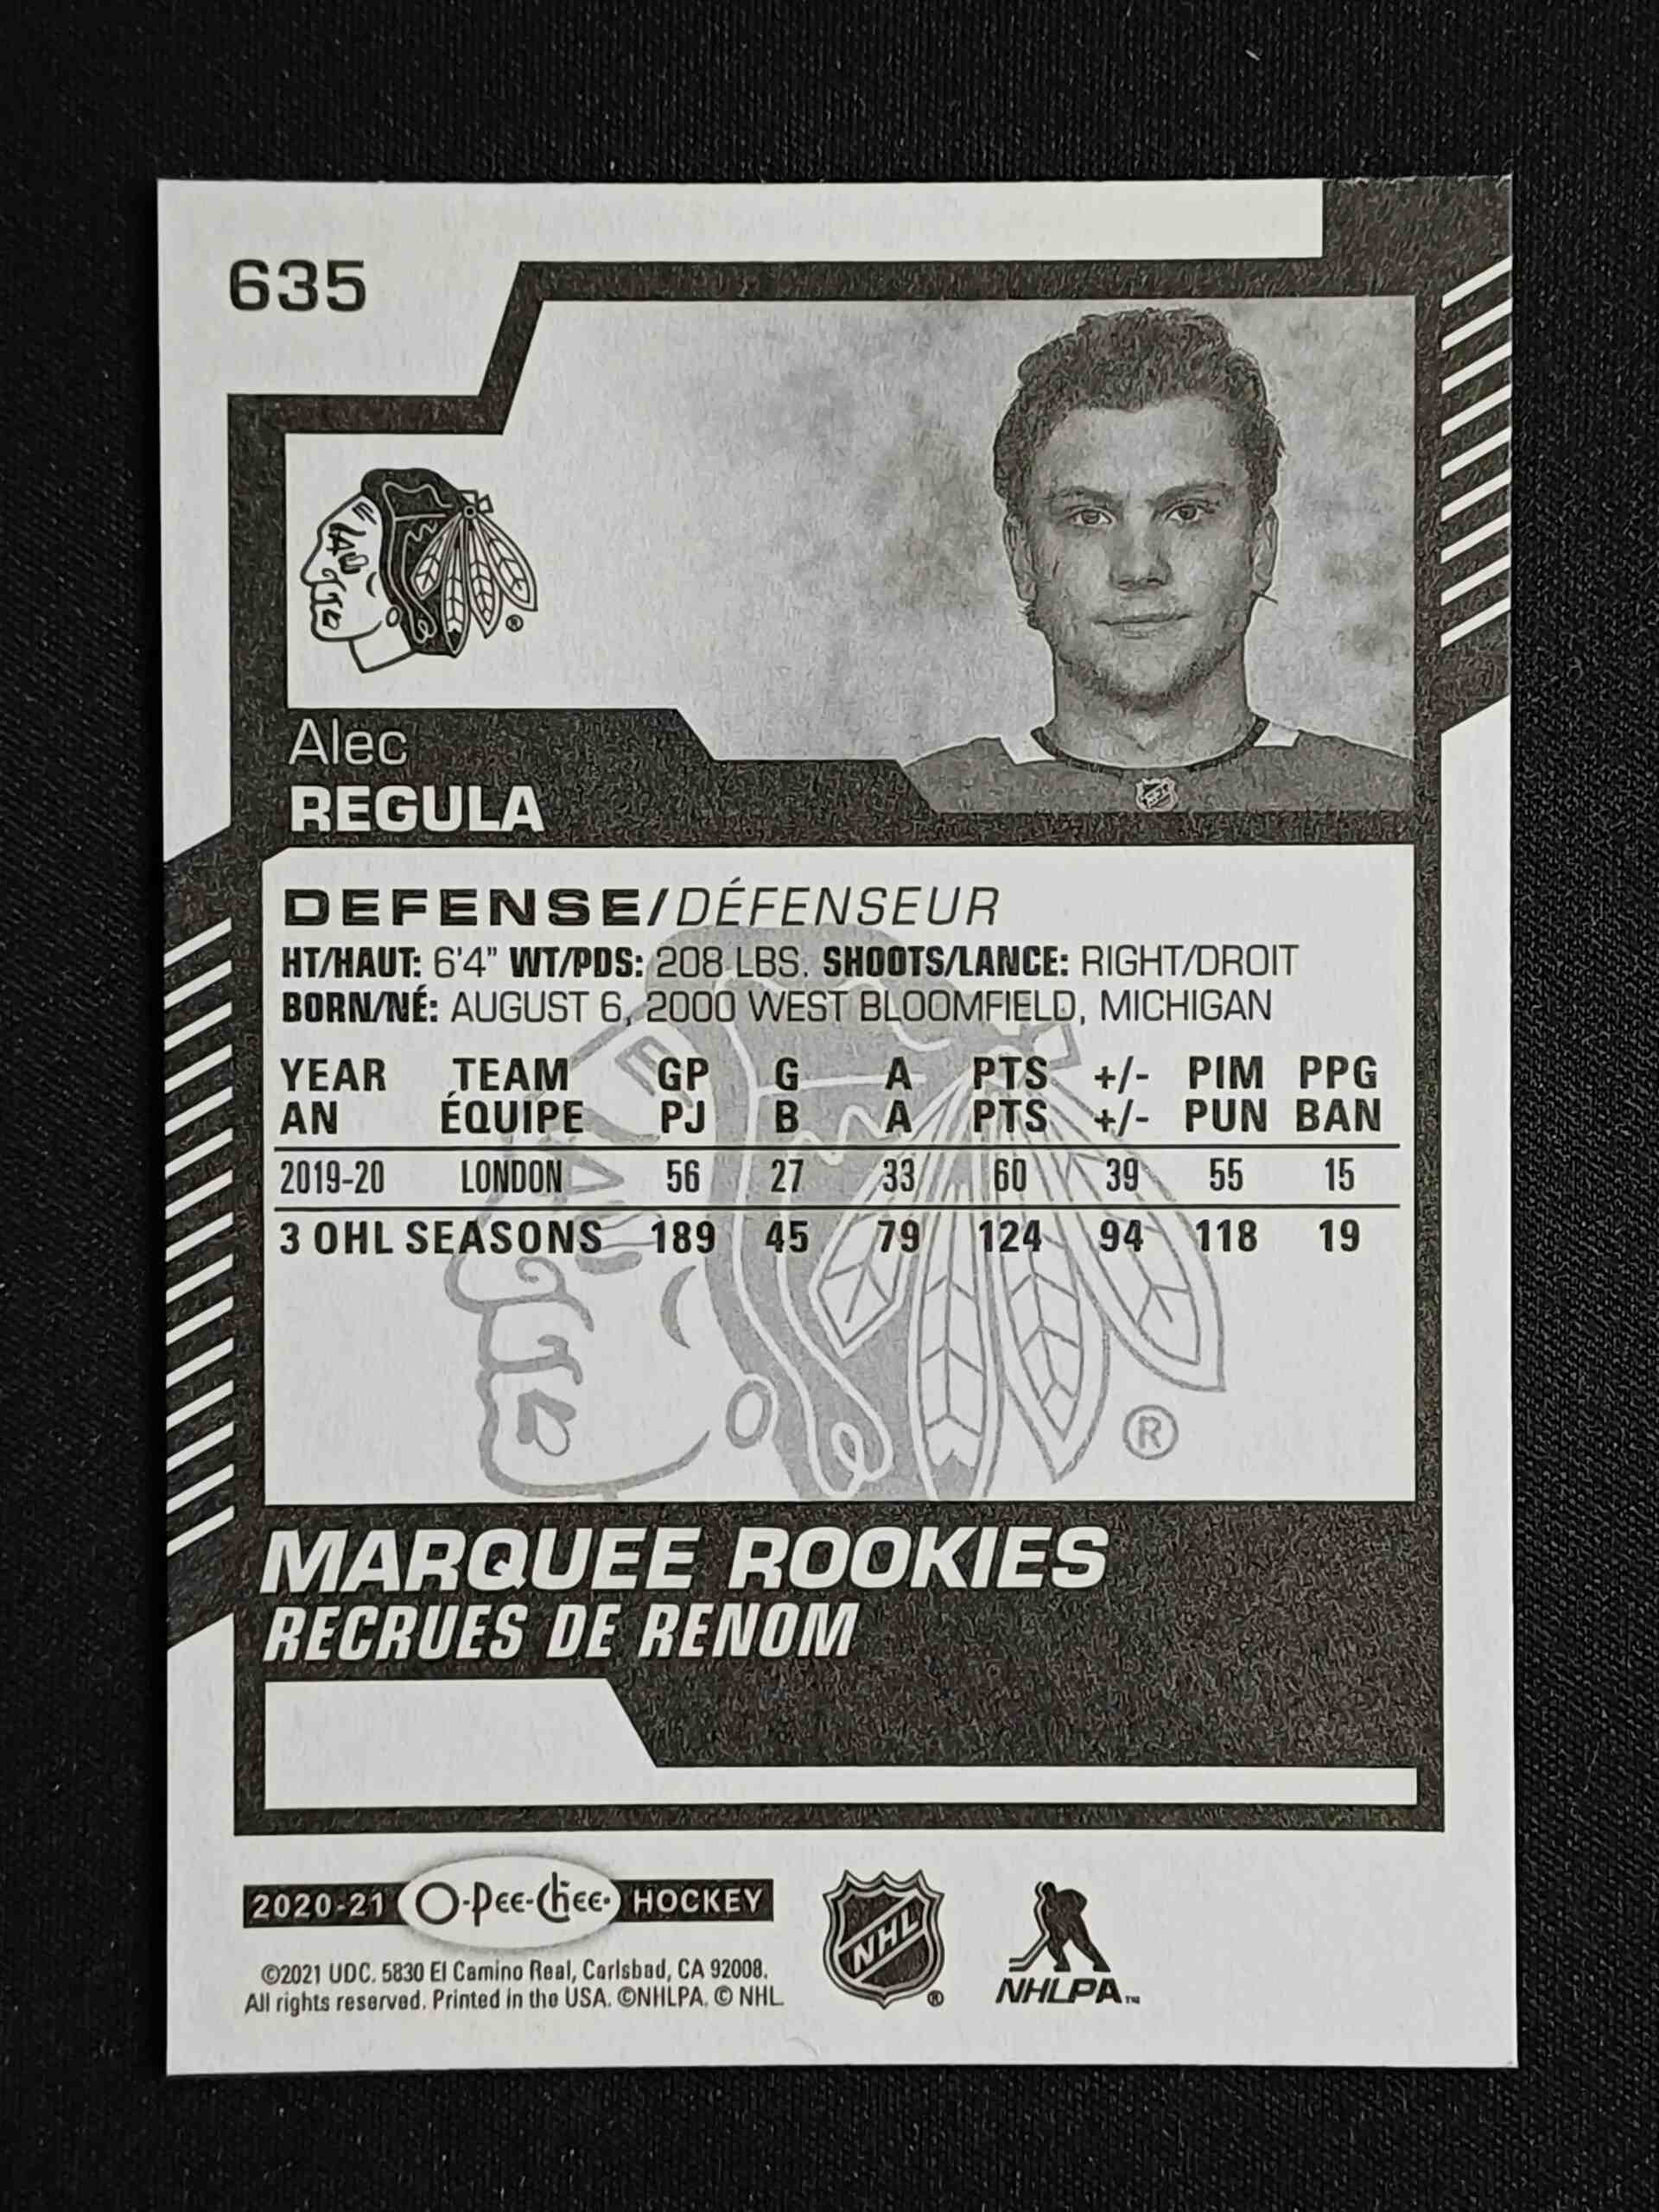 635
Alec
REGULA
DEFENSE/DÉFENSEUR
HT/HAUT: 6'4" WT/PDS: 208 LBS. SHOOTS/LANCE: RIGHT/DROIT
BORN/NÉ: AUGUST 6, 2000 WEST BLOOMFIELD, MICHIGAN
YEAR TEAM GP G A PTS +/- PIM PPG
AN ÉQUIPE PJ B A PTS +/- PUN BAN
2019-20 LONDON 56 27 33 60 39 55 15
3 OHL SEASONS 189 45 79 124 94 118 19
®
MARQUEE ROOKIES
RECRUES DE RENOM
2020-21 O-Pee-Chee HOCKEY
©2021 UDC. 5830 El Camino Real, Carlsbad, CA 92008.
All rights reserved. Printed in the USA. ©NHLPA. © NHL
NHL ®
NHLPA™